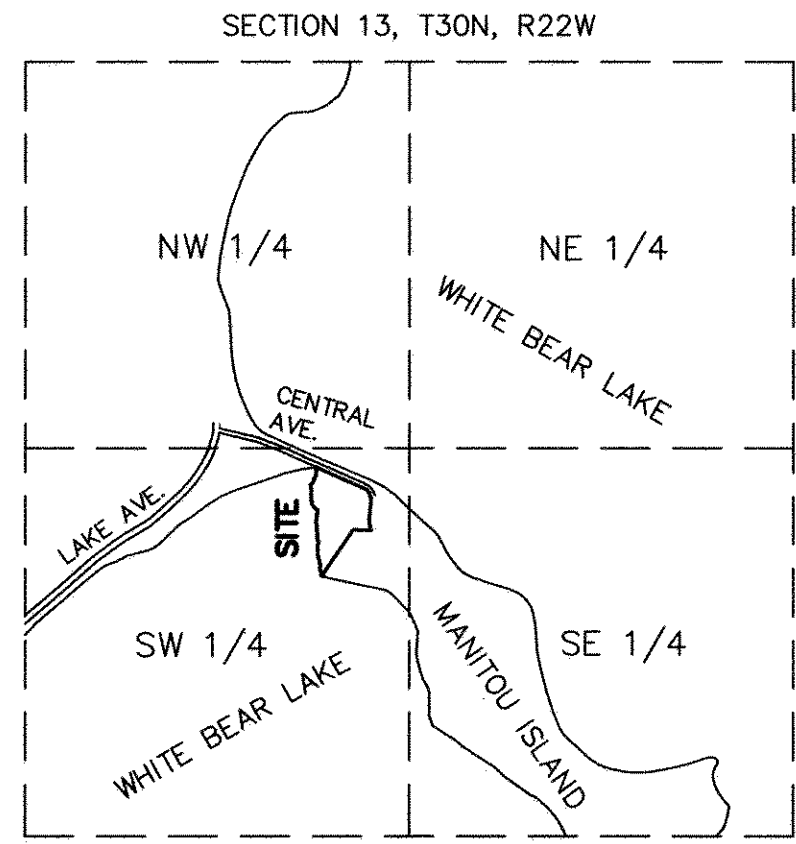 SECTION 13, T30N, R22W
NW 1/4
NE 1/4
WHITE BEAR LAKE
CENTRAL
AVE.
LAKE AVE.
SITE
SW 1/4
SE 1/4
MANITOU ISLAND
WHITE BEAR LAKE